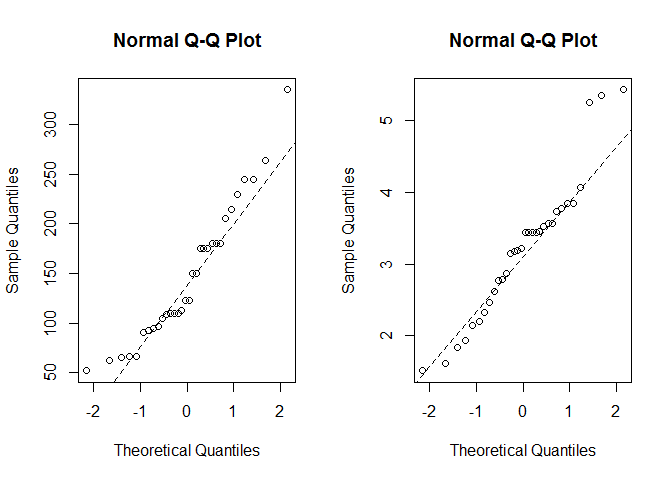 Normal Q-Q Plot
Sample Quantiles
300
250
200
150
100
50
-2 -1 0 1 2
Theoretical Quantiles
Normal Q-Q Plot
Sample Quantiles
5
4
3
2
-2 -1 0 1 2
Theoretical Quantiles